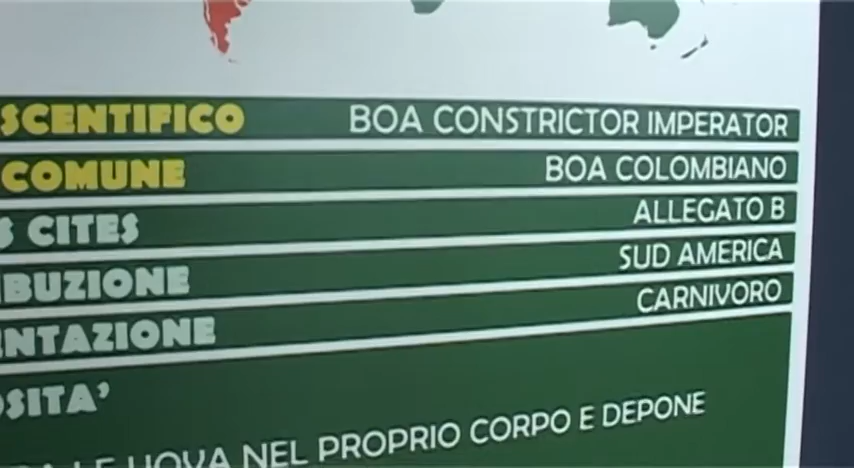 SCENTIFICO BOA CONSTRICTOR IMPERATOR
COMUNE BOA COLOMBIANO
S CITES ALLEGATO B
BUZIONE SUD AMERICA
NTAZIONE CARNIVORO
OSITA'
LE UOVA NEL PROPRIO CORPO E DEPONE